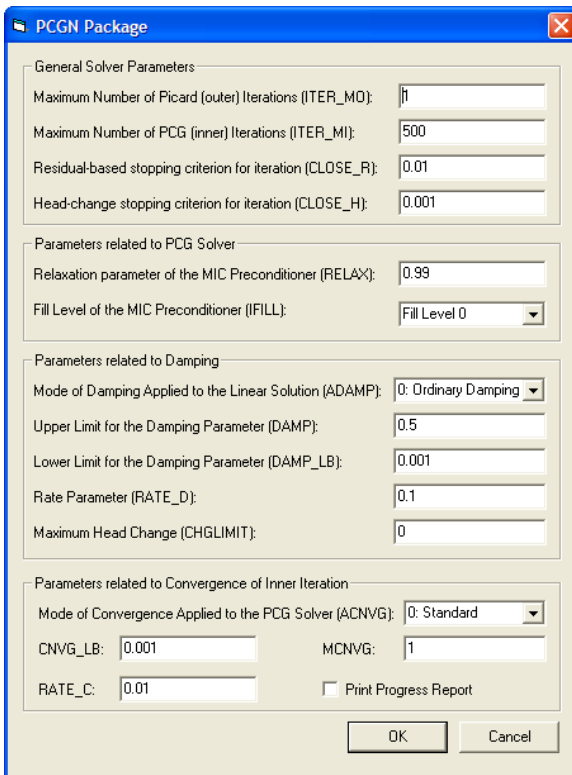 PCGN Package
General Solver Parameters
Maximum Number of Picard (outer) Iterations (ITER_MO): 1
Maximum Number of PCG (inner) Iterations (ITER_MI): 500
Residual-based stopping criterion for iteration (CLOSE_R): 0.01
Head-change stopping criterion for iteration (CLOSE_H): 0.001
Parameters related to PCG Solver
Relaxation parameter of the MIC Preconditioner (RELAX): 0.99
Fill Level of the MIC Preconditioner (IFILL): Fill Level 0
Parameters related to Damping
Mode of Damping Applied to the Linear Solution (ADAMP): 0: Ordinary Damping
Upper Limit for the Damping Parameter (DAMP): 0.5
Lower Limit for the Damping Parameter (DAMP_LB): 0.001
Rate Parameter (RATE_D): 0.1
Maximum Head Change (CHGLIMIT): 0
Parameters related to Convergence of Inner Iteration
Mode of Convergence Applied to the PCG Solver (ACNVG): 0: Standard
CNVG_LB: 0.001 MCNVG: 1
RATE_C: 0.01 Print Progress Report
OK Cancel